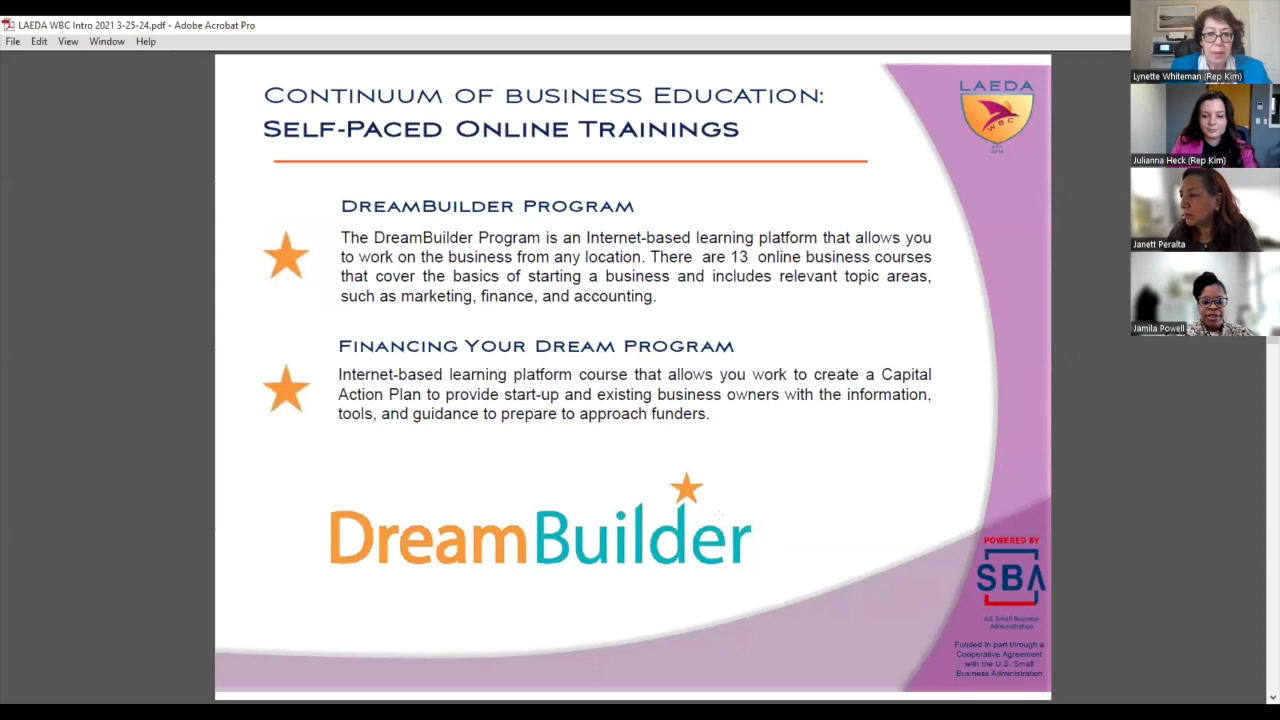 LAEDA WBC Intro 2021 3-25-24.pdf - Adobe Acrobat Pro
File Edit View Window Help
CONTINUUM OF BUSINESS EDUCATION:
SELF-PACED ONLINE TRAININGS
DREAMBUILDER PROGRAM
The DreamBuilder Program is an Internet-based learning platform that allows you
to work on the business from any location. There are 13 online business courses
that cover the basics of starting a business and includes relevant topic areas,
such as marketing, finance, and accounting.
FINANCING YOUR DREAM PROGRAM
Internet-based learning platform course that allows you work to create a Capital
Action Plan to provide start-up and existing business owners with the information,
tools, and guidance to prepare to approach funders.
DreamBuilder
LAEDA
WBC
POWERED BY
SBA
U.S. Small Business
Administration
Funded In part through a
Cooperative Agreement
with the U.S. Small
Business Administration
Lynette Whiteman (Rep Kim)
Julianna Heck (Rep Kim)
Janett Peralta
Jamila Powell